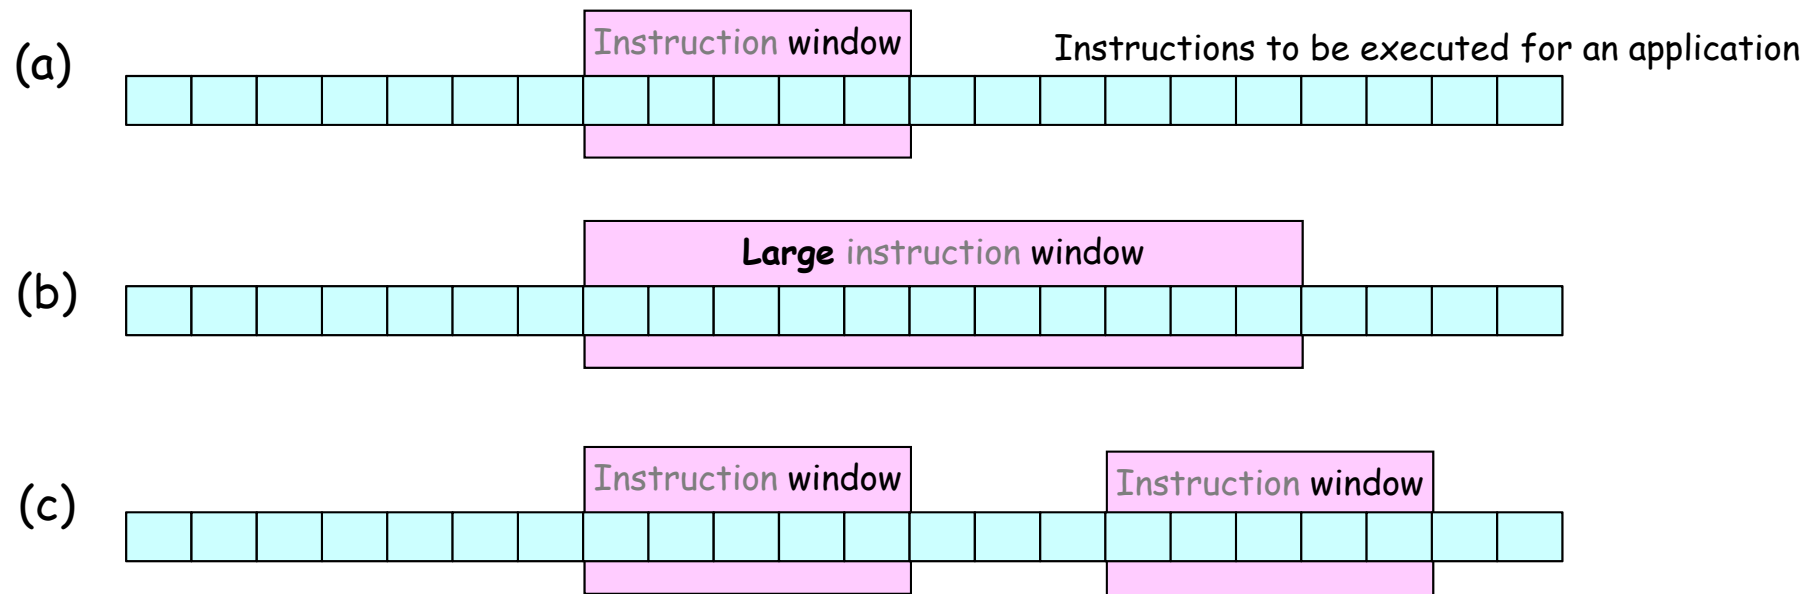 (a)
Instruction window
Instructions to be executed for an application
(b)
Large instruction window
(c)
Instruction window
Instruction window